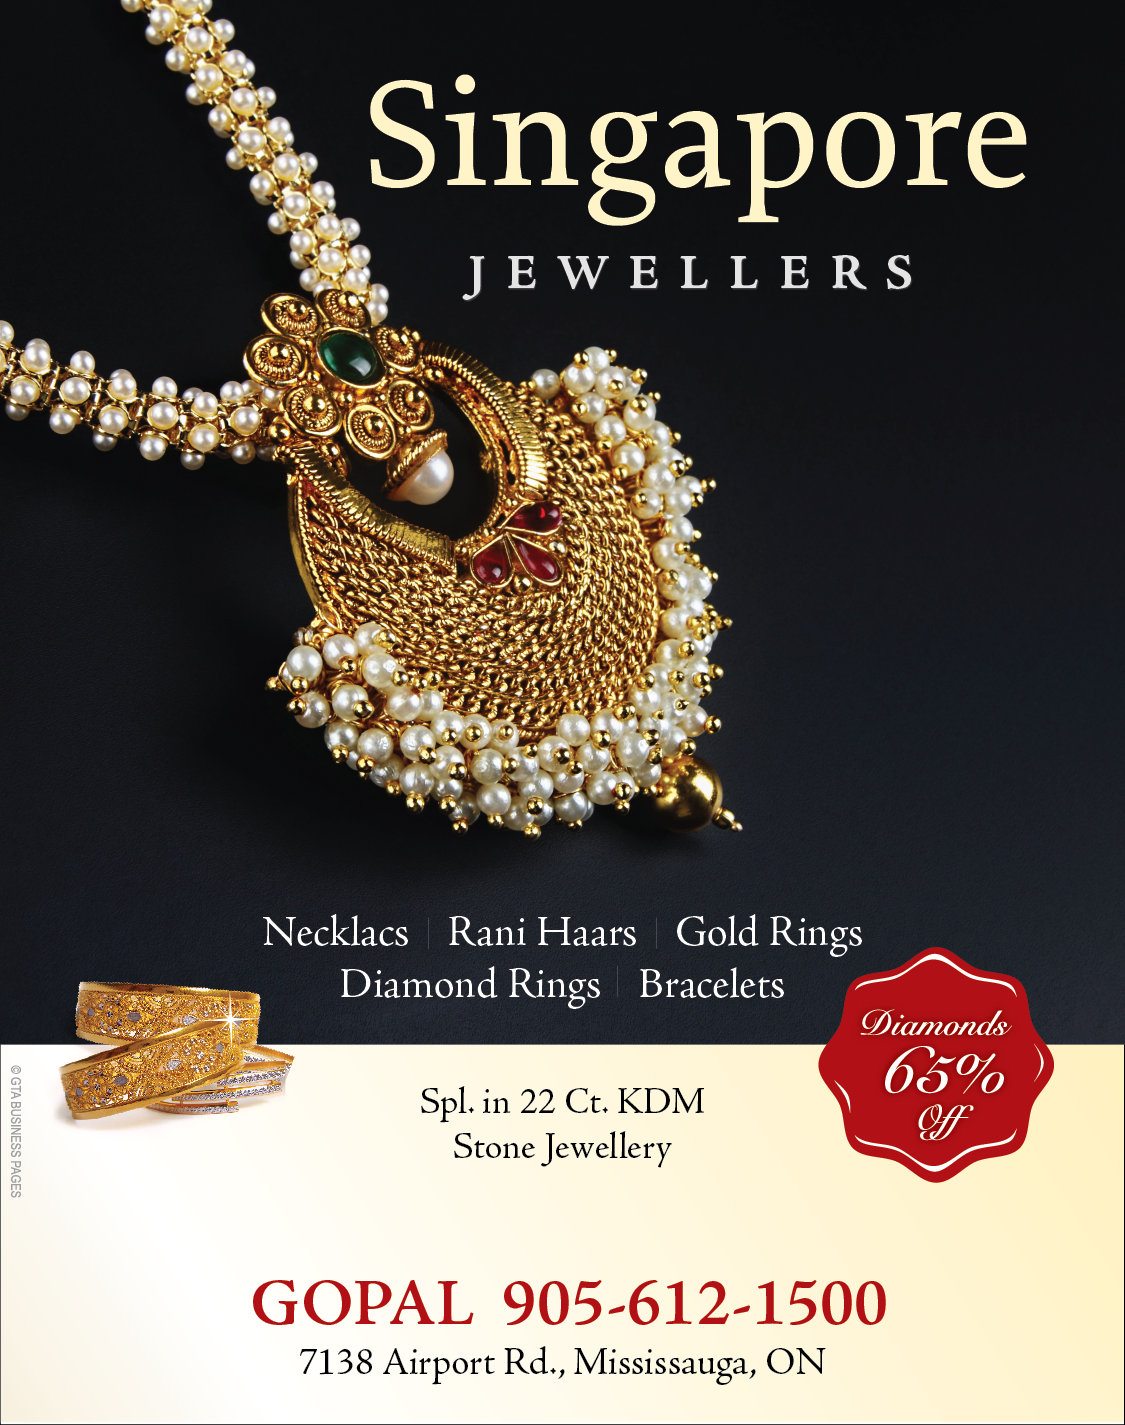 Singapore
JEWELLERS
Necklacs | Rani Haars | Gold Rings
Diamond Rings | Bracelets
Diamonds
65%
Off
Spl. in 22 Ct. KDM
Stone Jewellery
© GTA BUSINESS PAGES
GOPAL 905-612-1500
7138 Airport Rd., Mississauga, ON